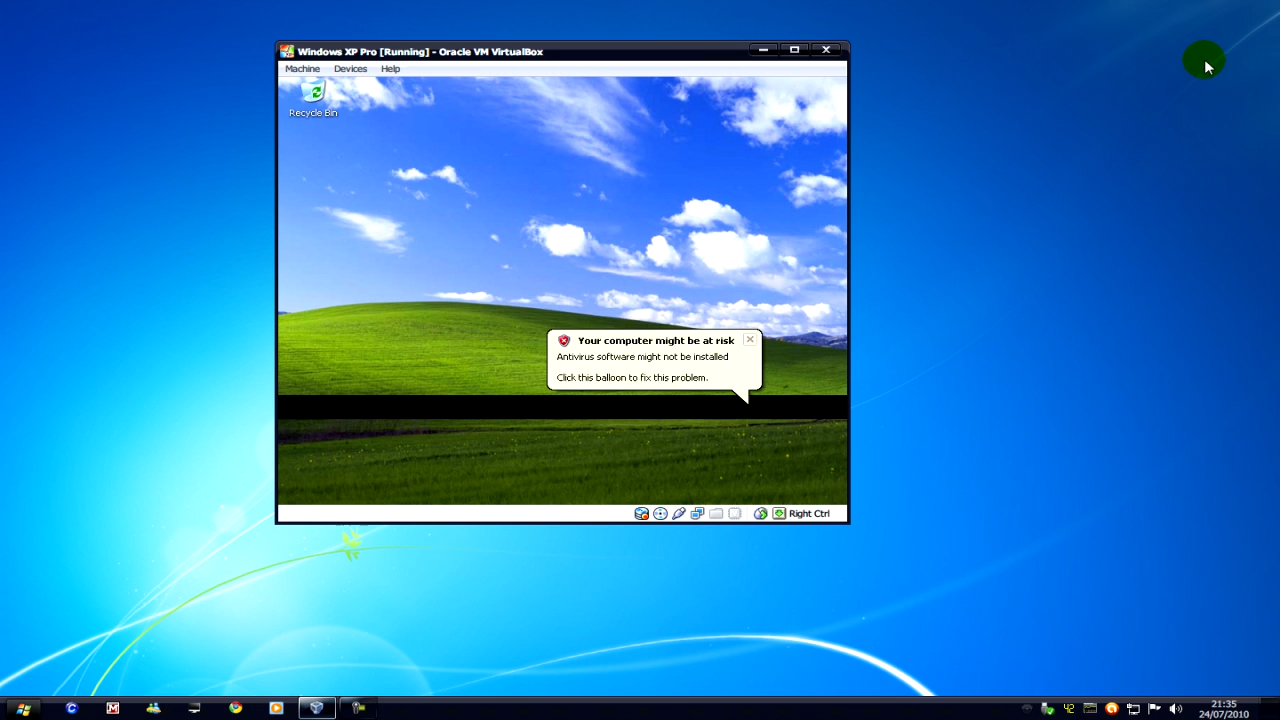 Windows XP Pro [Running] - Oracle VM VirtualBox
Machine Devices Help
Recycle Bin
Your computer might be at risk
Antivirus software might not be installed
Click this balloon to fix this problem.
Right Ctrl
21:35
24/07/2010